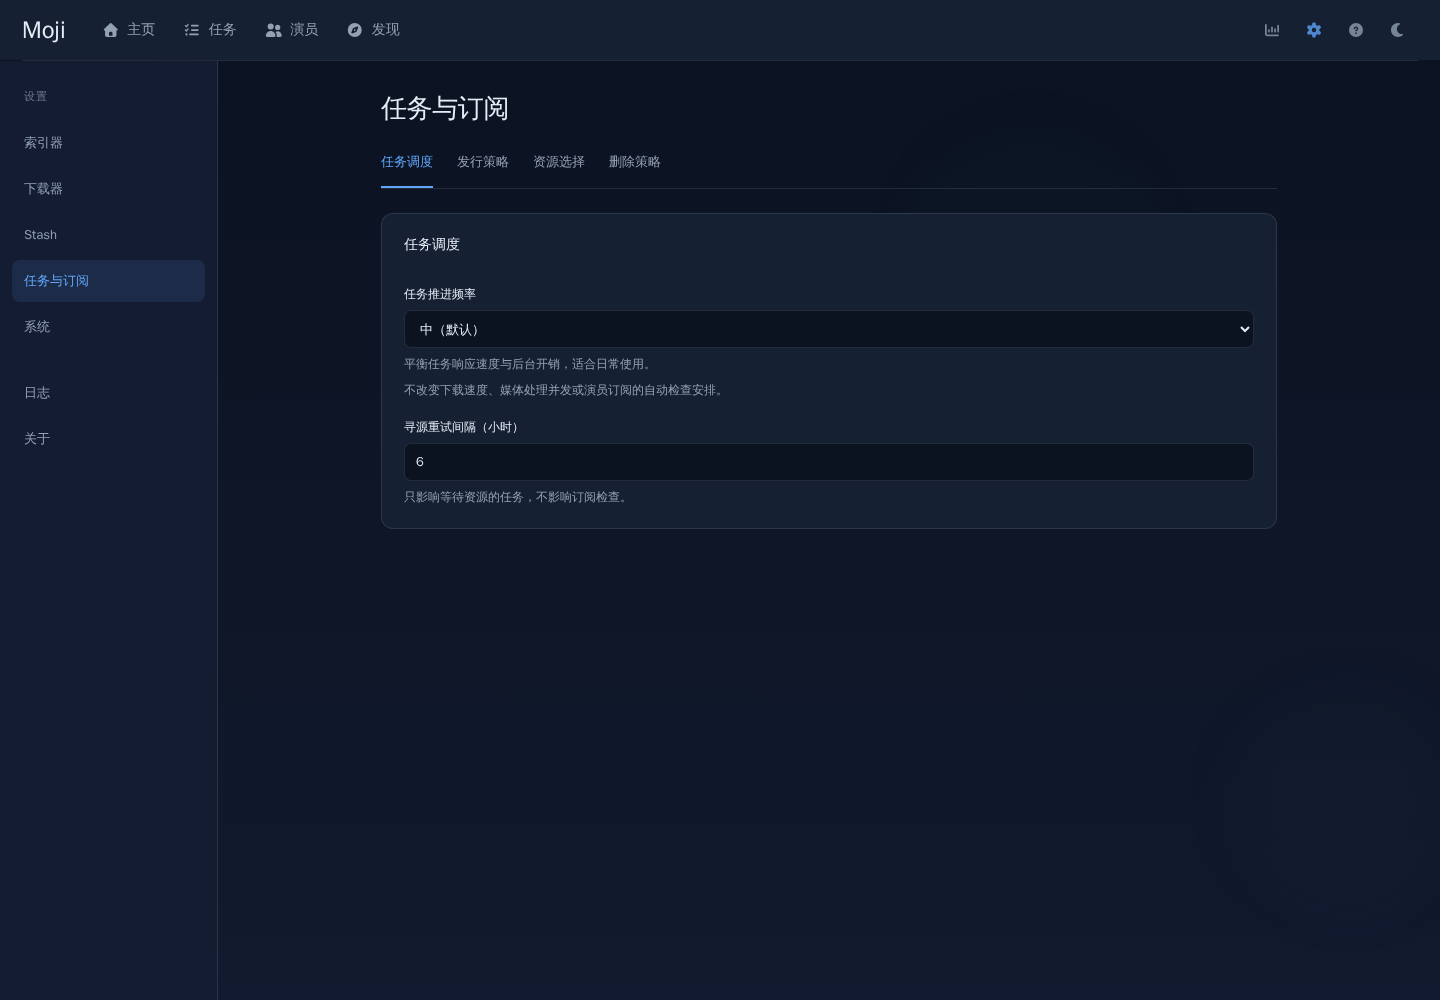 Moji 主页 任务 演员 发现
设置
索引器
下载器
Stash
任务与订阅
系统
日志
关于
任务与订阅
任务调度 发行策略 资源选择 删除策略
任务调度
任务推进频率
中（默认）
平衡任务响应速度与后台开销，适合日常使用。
不改变下载速度、媒体处理并发或演员订阅的自动检查安排。
寻源重试间隔（小时）
6
只影响等待资源的任务，不影响订阅检查。